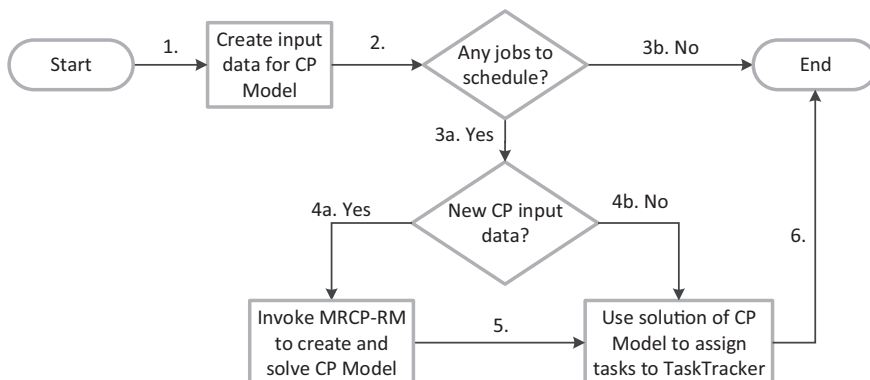 Start
1.
Create input
data for CP
Model
2.
Any jobs to
schedule?
3b. No
End
3a. Yes
New CP input
data?
4a. Yes
4b. No
6.
Invoke MRCP-RM
to create and
solve CP Model
5.
Use solution of CP
Model to assign
tasks to TaskTracker